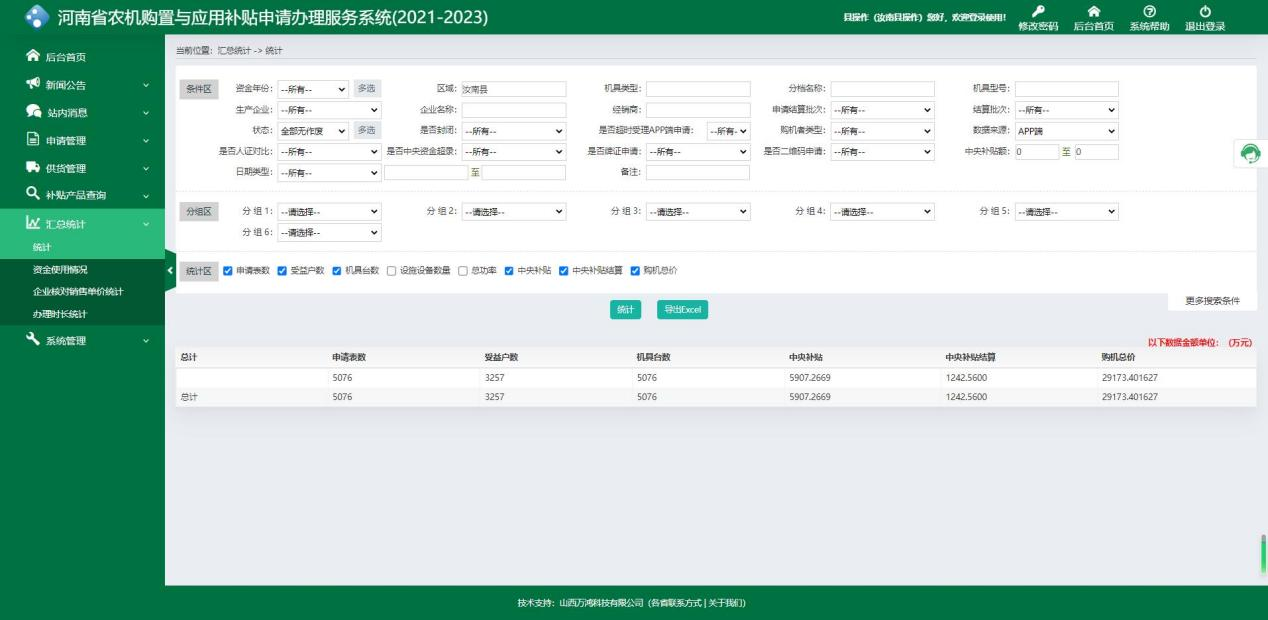 河南省农机购置与应用补贴申请办理服务系统(2021-2023)
县操作（汝南县操作）您好，欢迎登录使用！
修改密码 后台首页 系统帮助 退出登录
后台首页
新闻公告
站内消息
申请管理
供货管理
补贴产品查询
汇总统计
统计
资金使用情况
企业核对销售单价统计
办理时长统计
系统管理
当前位置：汇总统计 -> 统计
条件区 资金年份：--所有-- 多选 区域：汝南县 机具类型： 分档名称： 机具型号：
生产企业：--所有-- 企业名称： 经销商： 申请结算批次：--所有-- 结算批次：--所有--
状态：全部无作废 多选 是否封闭：--所有-- 是否超时受理APP端申请：--所有-- 购机者类型：--所有-- 数据来源：APP端
是否人证对比：--所有-- 是否中央资金超录：--所有-- 是否牌证申请：--所有-- 是否二维码申请：--所有-- 中央补贴额：0 至 0
日期类型：--所有-- 至 备注：
分组区 分 组 1：--请选择-- 分 组 2：--请选择-- 分 组 3：--请选择-- 分 组 4：--请选择-- 分 组 5：--请选择--
分 组 6：--请选择--
统计区 申请表数 受益户数 机具台数 设施设备数量 总功率 中央补贴 中央补贴结算 购机总价
统计 导出Excel
更多搜索条件
以下数据金额单位：（万元）
总计 申请表数 受益户数 机具台数 中央补贴 中央补贴结算 购机总价
5076 3257 5076 5907.2669 1242.5600 29173.401627
总计 5076 3257 5076 5907.2669 1242.5600 29173.401627
技术支持：山西万鸿科技有限公司（各省联系方式 | 关于我们）